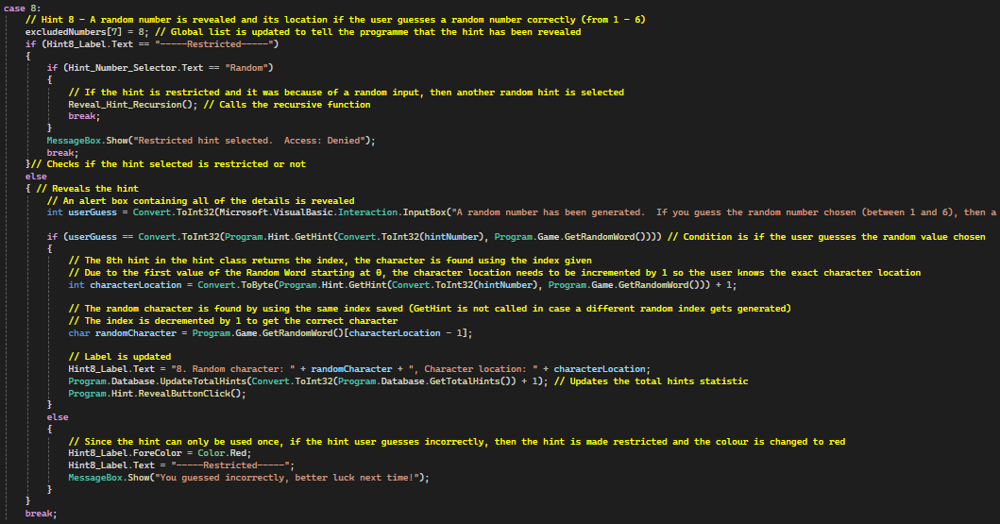 case 8:
// Hint 8 - A random number is revealed and its location if the user guesses a random number correctly (from 1 - 6)
excludedNumbers[7] = 8; // Global list is updated to tell the programme that the hint has been revealed
if (Hint8_Label.Text == "-----Restricted-----")
{
if (Hint_Number_Selector.Text == "Random")
{
// If the hint is restricted and it was because of a random input, then another random hint is selected
Reveal_Hint_Recursion(); // Calls the recursive function
break;
}
MessageBox.Show("Restricted hint selected.  Access: Denied");
break;
}// Checks if the hint selected is restricted or not
else
{ // Reveals the hint
// An alert box containing all of the details is revealed
int userGuess = Convert.ToInt32(Microsoft.VisualBasic.Interaction.InputBox("A random number has been generated.  If you guess the random number chosen (between 1 and 6), then a
if (userGuess == Convert.ToInt32(Program.Hint.GetHint(Convert.ToInt32(hintNumber), Program.Game.GetRandomWord()))) // Condition is if the user guesses the random value chosen
{
// The 8th hint in the hint class returns the index, the character is found using the index given
// Due to the first value of the Random Word starting at 0, the character location needs to be incremented by 1 so the user knows the exact character location
int characterLocation = Convert.ToByte(Program.Hint.GetHint(Convert.ToInt32(hintNumber), Program.Game.GetRandomWord())) + 1;
// The random character is found by using the same index saved (GetHint is not called in case a different random index gets generated)
// The index is decremented by 1 to get the correct character
char randomCharacter = Program.Game.GetRandomWord()[characterLocation - 1];
// Label is updated
Hint8_Label.Text = "8. Random character: " + randomCharacter + ", Character location: " + characterLocation;
Program.Database.UpdateTotalHints(Convert.ToInt32(Program.Database.GetTotalHints()) + 1); // Updates the total hints statistic
Program.Hint.RevealButtonClick();
}
else
{
// Since the hint can only be used once, if the hint user guesses incorrectly, then the hint is made restricted and the colour is changed to red
Hint8_Label.ForeColor = Color.Red;
Hint8_Label.Text = "-----Restricted-----";
MessageBox.Show("You guessed incorrectly, better luck next time!");
}
}
break;